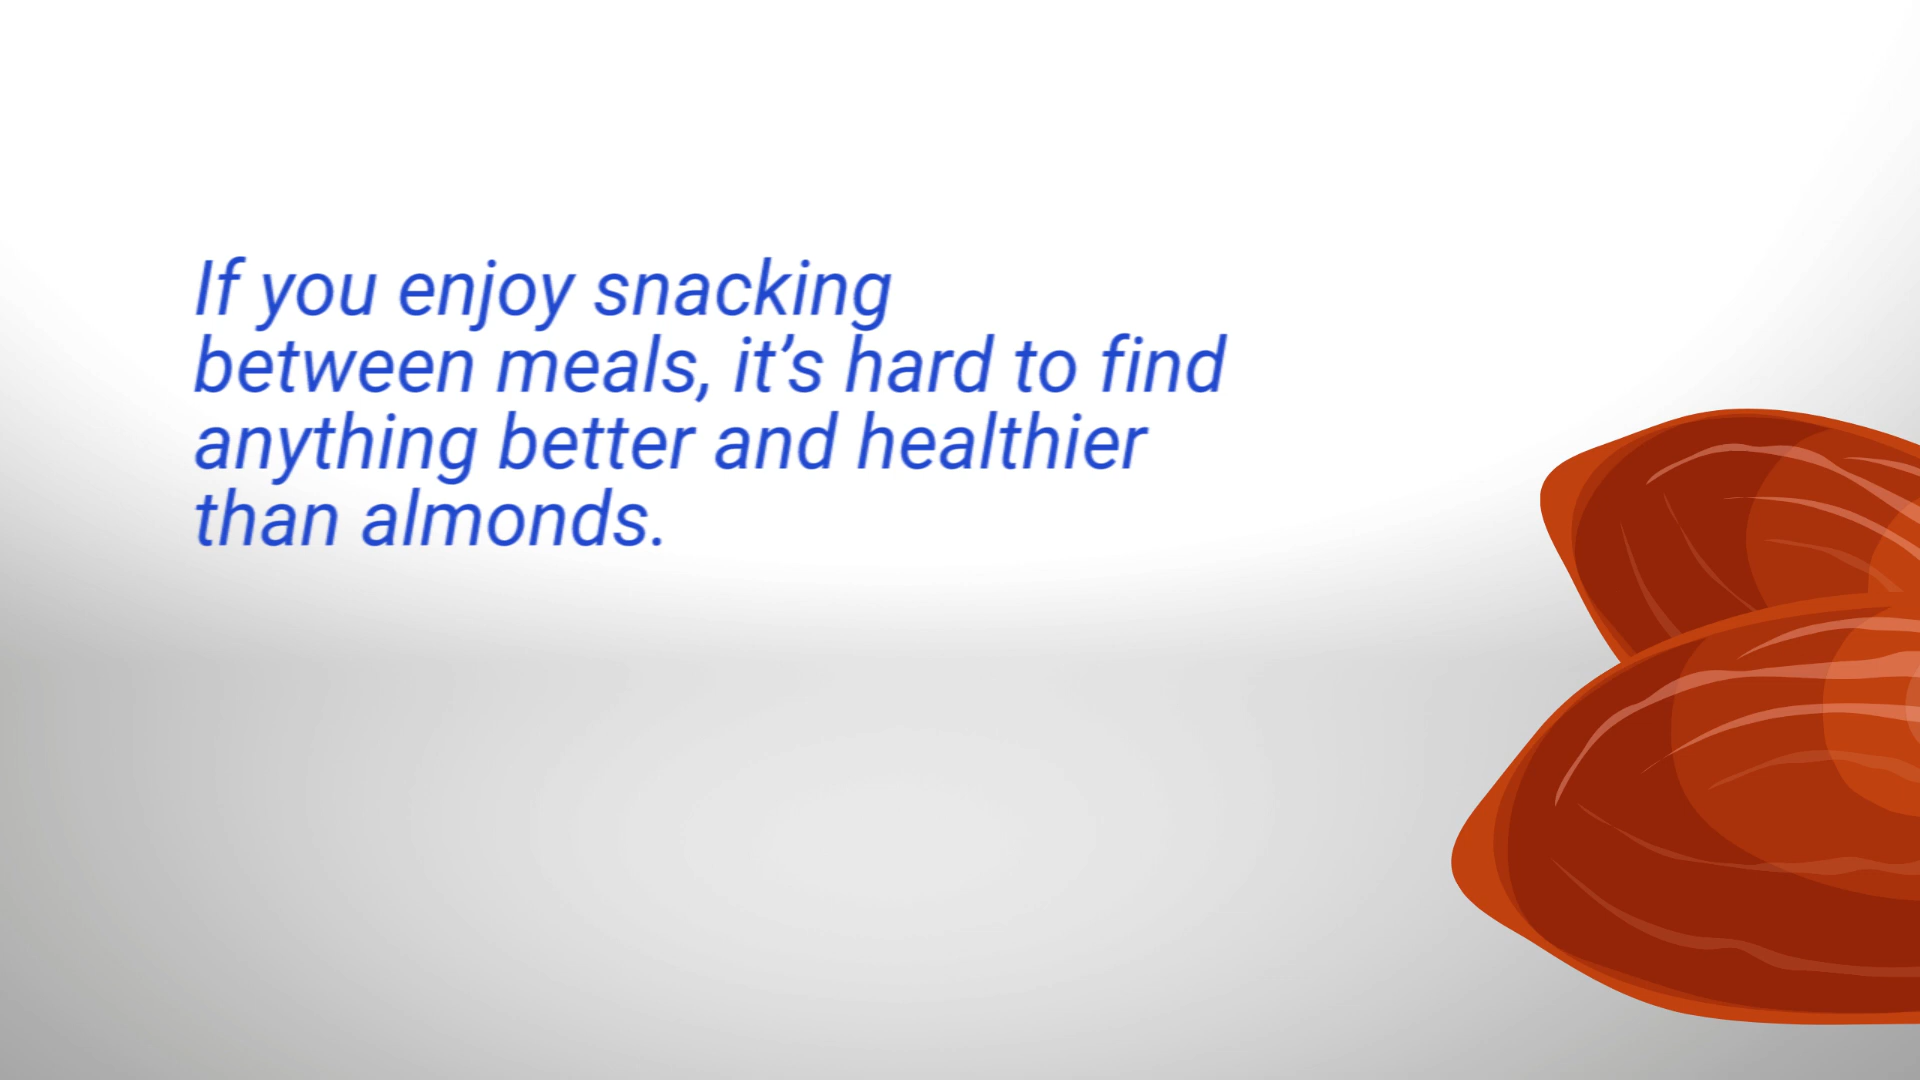 If you enjoy snacking
between meals, it’s hard to find
anything better and healthier
than almonds.